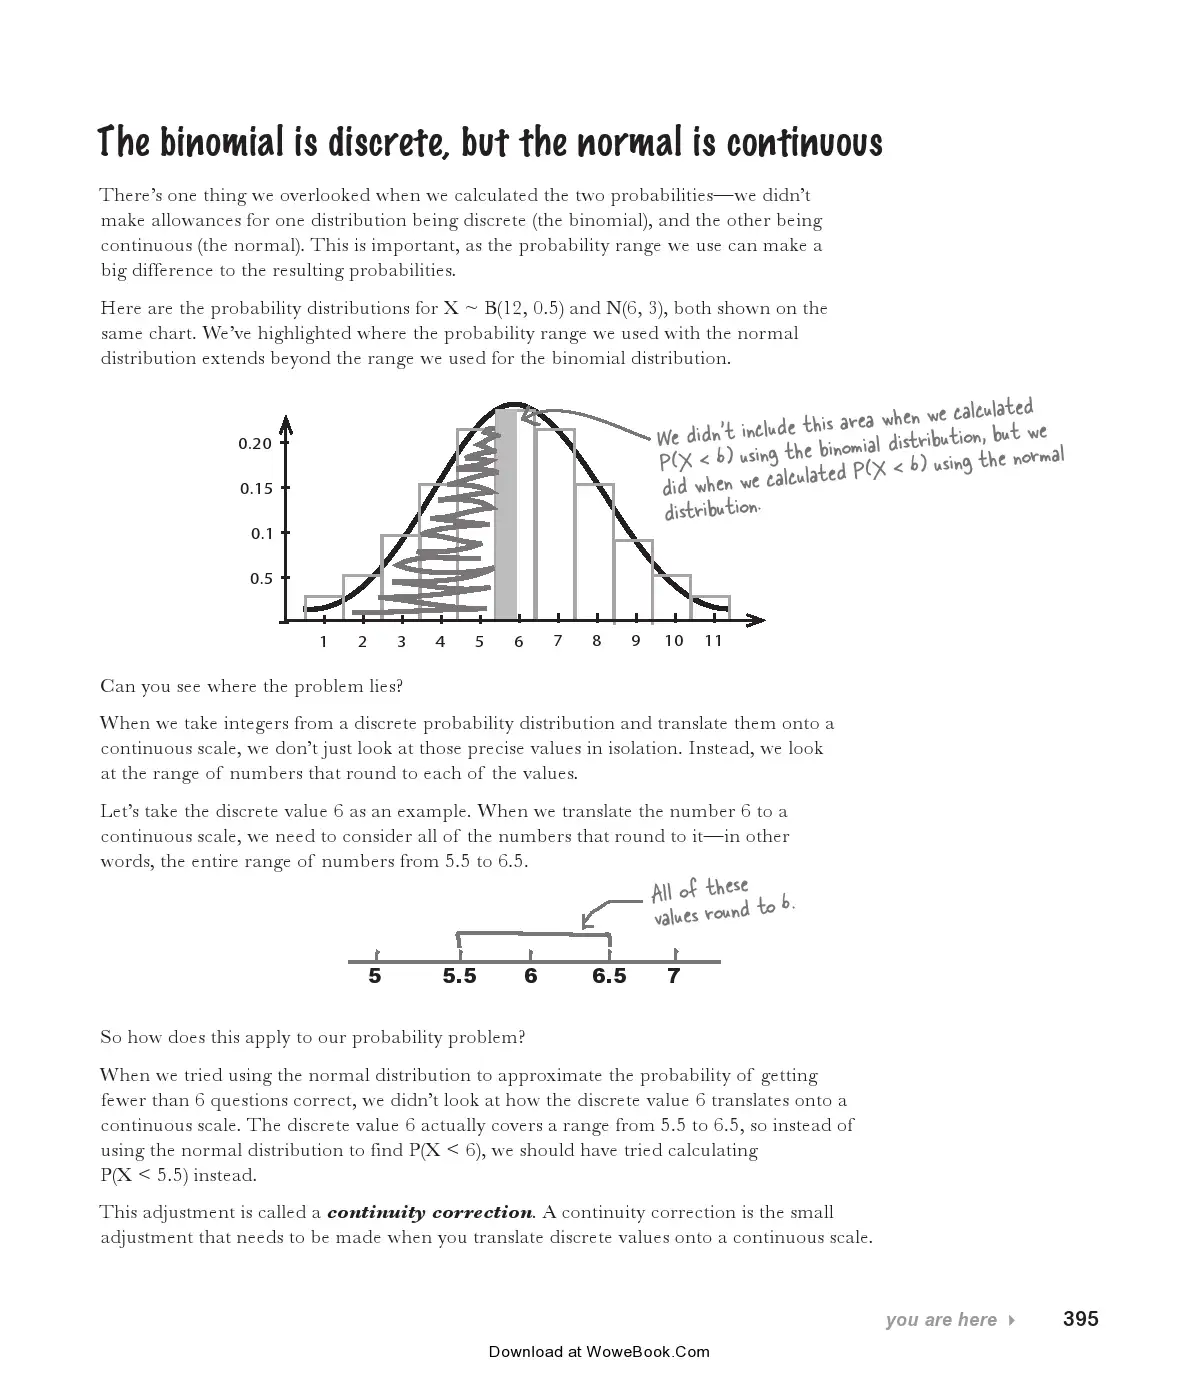 The binomial is discrete, but the normal is continuous
There's one thing we overlooked when we calculated the two probabilities—we didn't
make allowances for one distribution being discrete (the binomial), and the other being
continuous (the normal). This is important, as the probability range we use can make a
big difference to the resulting probabilities.
Here are the probability distributions for X ~ B(12, 0.5) and N(6, 3), both shown on the
same chart. We've highlighted where the probability range we used with the normal
distribution extends beyond the range we used for the binomial distribution.
0.20
0.15
0.1
0.5
1 2 3 4 5 6 7 8 9 10 11
We didn't include this area when we calculated
P(X < 6) using the binomial distribution, but we
did when we calculated P(X < 6) using the normal
distribution.
Can you see where the problem lies?
When we take integers from a discrete probability distribution and translate them onto a
continuous scale, we don't just look at those precise values in isolation. Instead, we look
at the range of numbers that round to each of the values.
Let's take the discrete value 6 as an example. When we translate the number 6 to a
continuous scale, we need to consider all of the numbers that round to it—in other
words, the entire range of numbers from 5.5 to 6.5.
All of these
values round to 6.
5 5.5 6 6.5 7
So how does this apply to our probability problem?
When we tried using the normal distribution to approximate the probability of getting
fewer than 6 questions correct, we didn't look at how the discrete value 6 translates onto a
continuous scale. The discrete value 6 actually covers a range from 5.5 to 6.5, so instead of
using the normal distribution to find P(X < 6), we should have tried calculating
P(X < 5.5) instead.
This adjustment is called a continuity correction. A continuity correction is the small
adjustment that needs to be made when you translate discrete values onto a continuous scale.
you are here
395
Download at WoweBook.Com